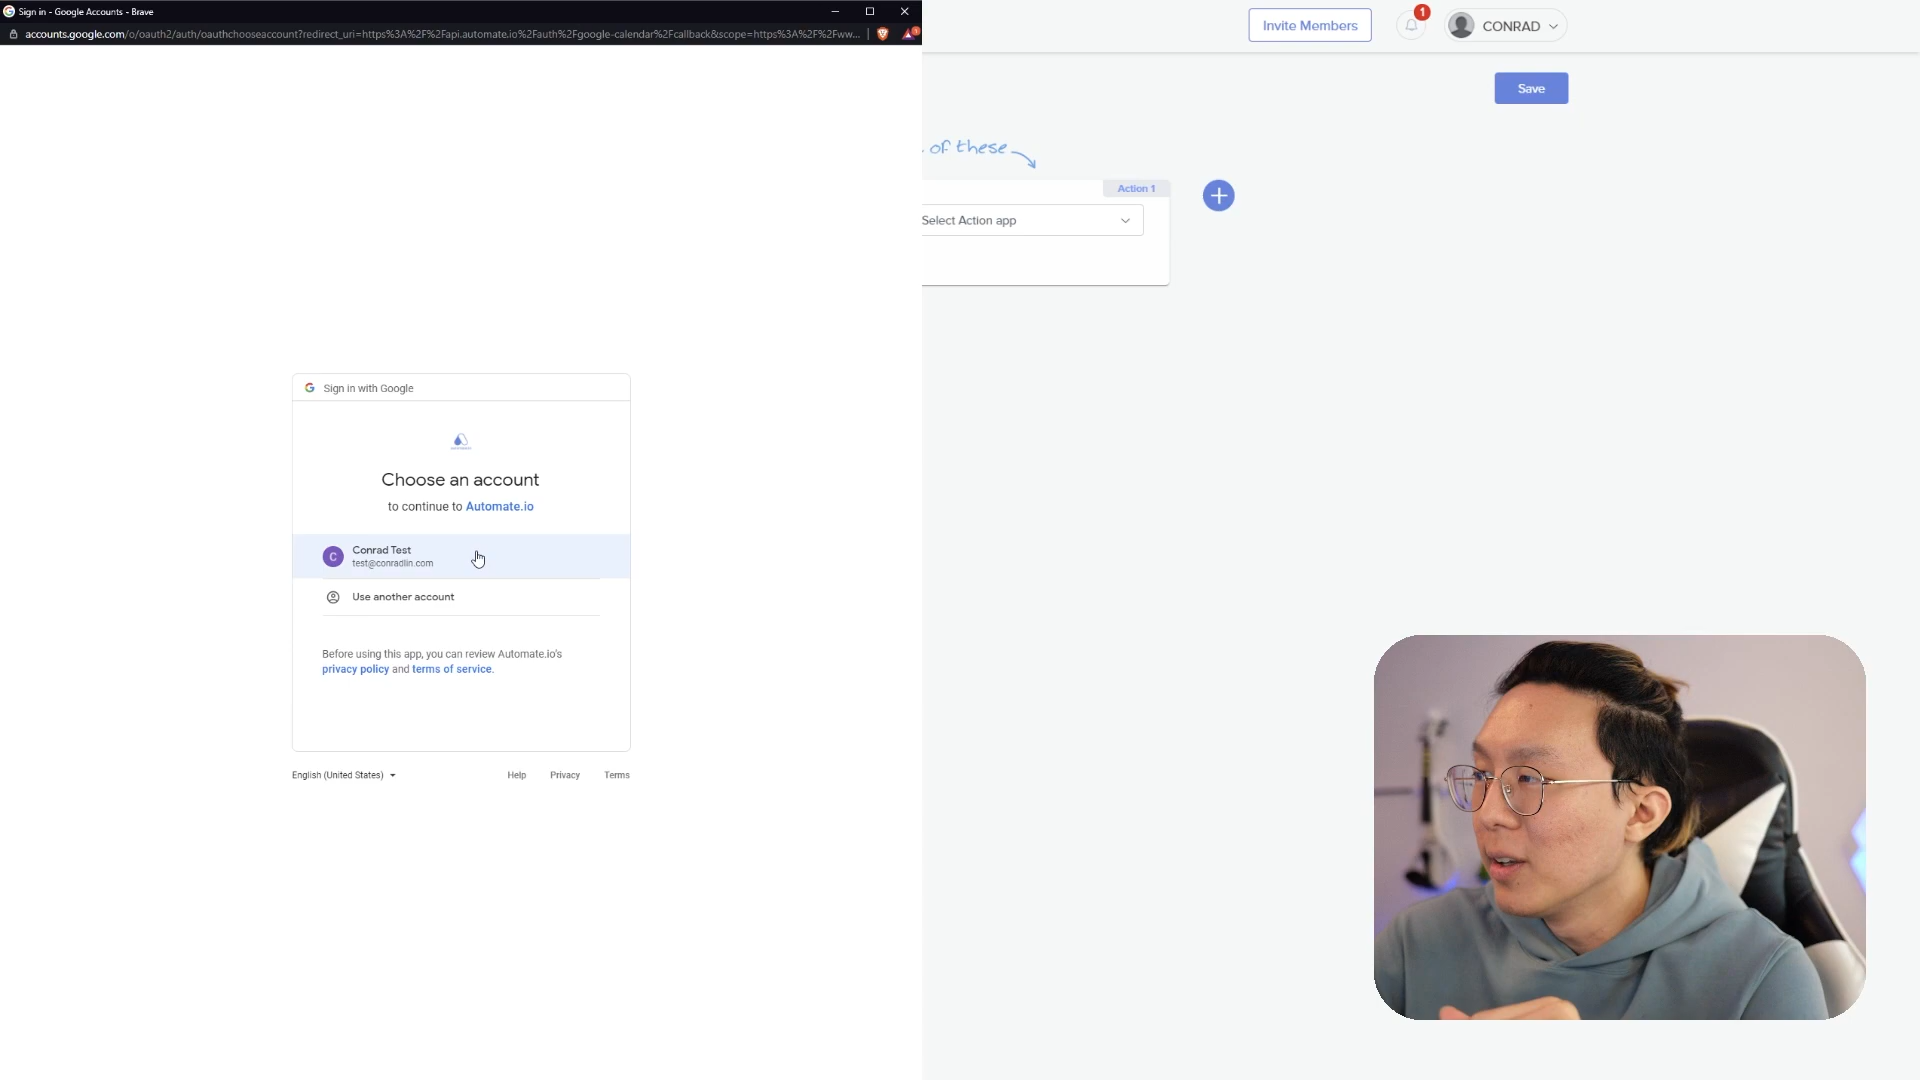 Sign in - Google Accounts - Brave
accounts.google.com/o/oauth2/auth/oauthchooseaccount?redirect_uri=https%3A%2F%2Fapi.automate.io%2Fauth%2Fgoogle-calendar%2Fcallback&scope=https%3A%2F%2Fww...
Invite Members
1
CONRAD
Save
of these
Action 1
Select Action app
Sign in with Google
Choose an account
to continue to Automate.io
C
Conrad Test
test@conradlin.com
Use another account
Before using this app, you can review Automate.io's
privacy policy and terms of service.
English (United States)
Help
Privacy
Terms